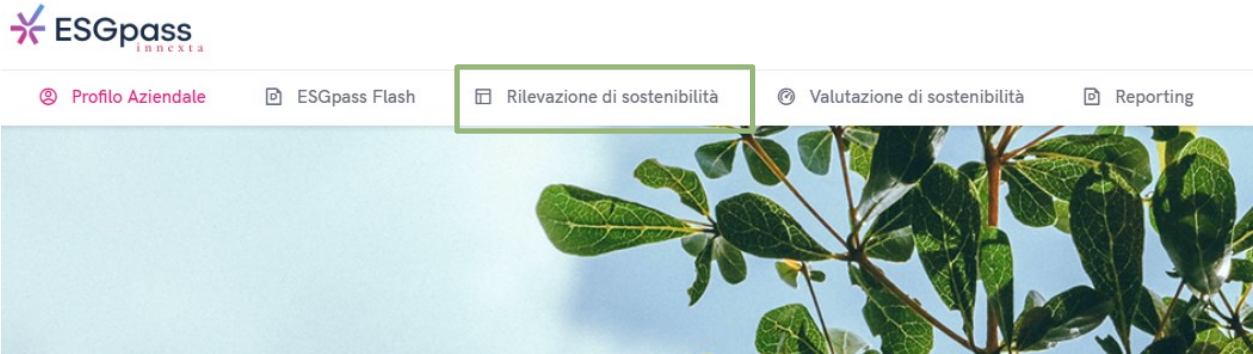 ESGpass
innexta
Profilo Aziendale ESGpass Flash Rilevazione di sostenibilità Valutazione di sostenibilità Reporting